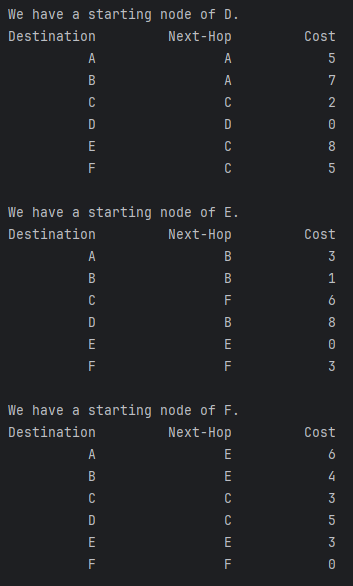 We have a starting node of D.
Destination Next-Hop Cost
A A 5
B A 7
C C 2
D D 0
E C 8
F C 5
We have a starting node of E.
Destination Next-Hop Cost
A B 3
B B 1
C F 6
D B 8
E E 0
F F 3
We have a starting node of F.
Destination Next-Hop Cost
A E 6
B E 4
C C 3
D C 5
E E 3
F F 0